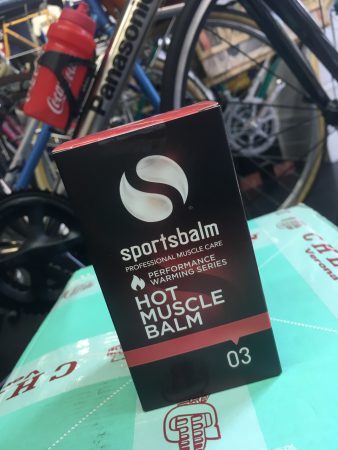 Panasonic
Coca-Cola
sportsbalm
PROFESSIONAL MUSCLE CARE
PERFORMANCE
WARMING SERIES
HOT
MUSCLE
BALM
03